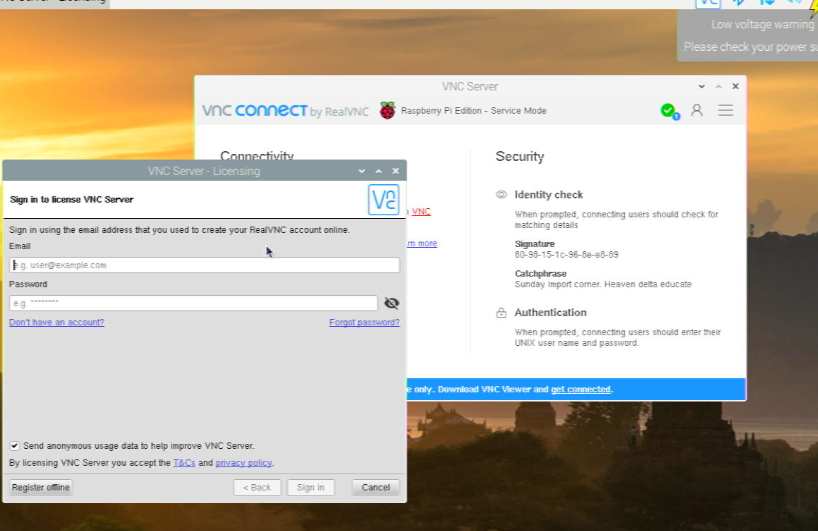 VNC Server - Licensing
Low voltage warning
Please check your power su
VNC Server
VNC CONNECT by RealVNC
Raspberry Pi Edition - Service Mode
1
Connectivity
Security
VNC
rn more
Identity check
When prompted, connecting users should check for
matching details
Signature
80-98-15-1c-96-8e-e8-89
Catchphrase
Sunday import corner. Heaven delta educate
Authentication
When prompted, connecting users should enter their
UNIX user name and password.
e only. Download VNC Viewer and get connected.
VNC Server - Licensing
Sign in to license VNC Server
Sign in using the email address that you used to create your RealVNC account online.
Email
e.g. user@example.com
Password
e.g. ********
Don't have an account?
Forgot password?
Send anonymous usage data to help improve VNC Server.
By licensing VNC Server you accept the T&Cs and privacy policy.
Register offline
< Back
Sign in
Cancel